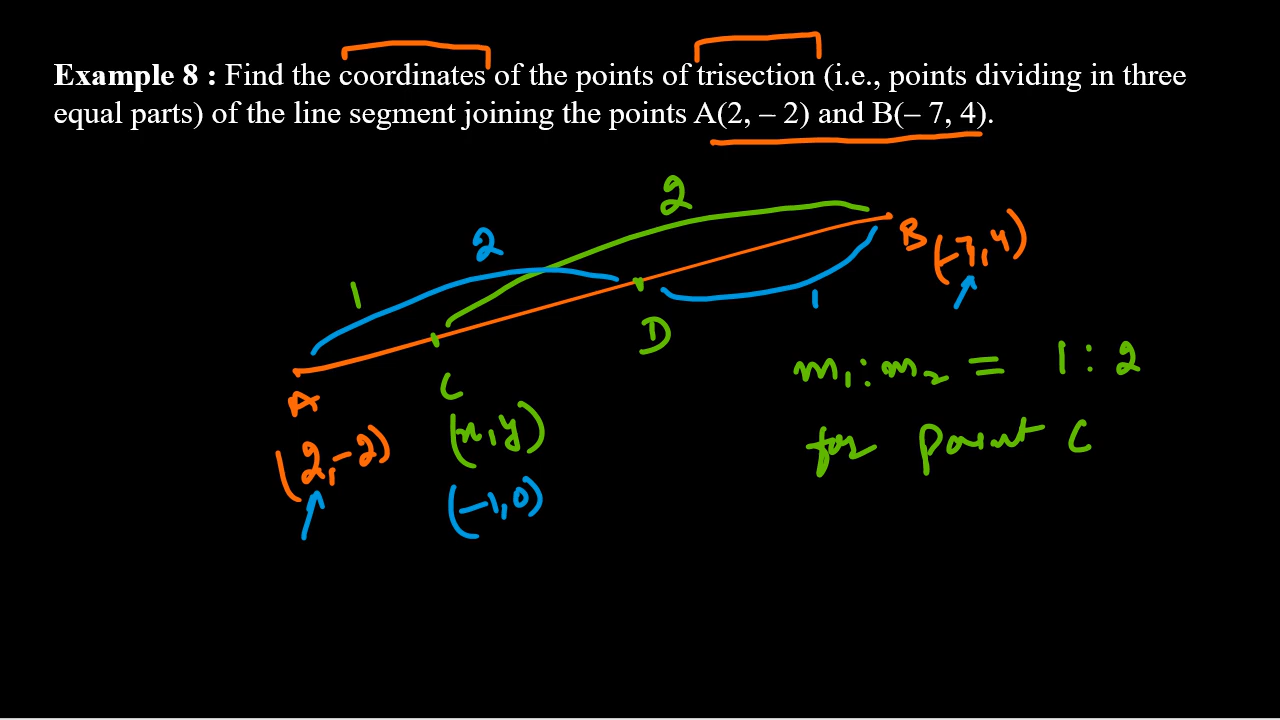 Example 8 : Find the coordinates of the points of trisection (i.e., points dividing in three
equal parts) of the line segment joining the points A(2, – 2) and B(– 7, 4).
2
2
1
B (-7, 4)
1
D
A
C
m₁ : m₂ = 1 : 2
(2, -2)
(x, y)
for point C
(-1, 0)